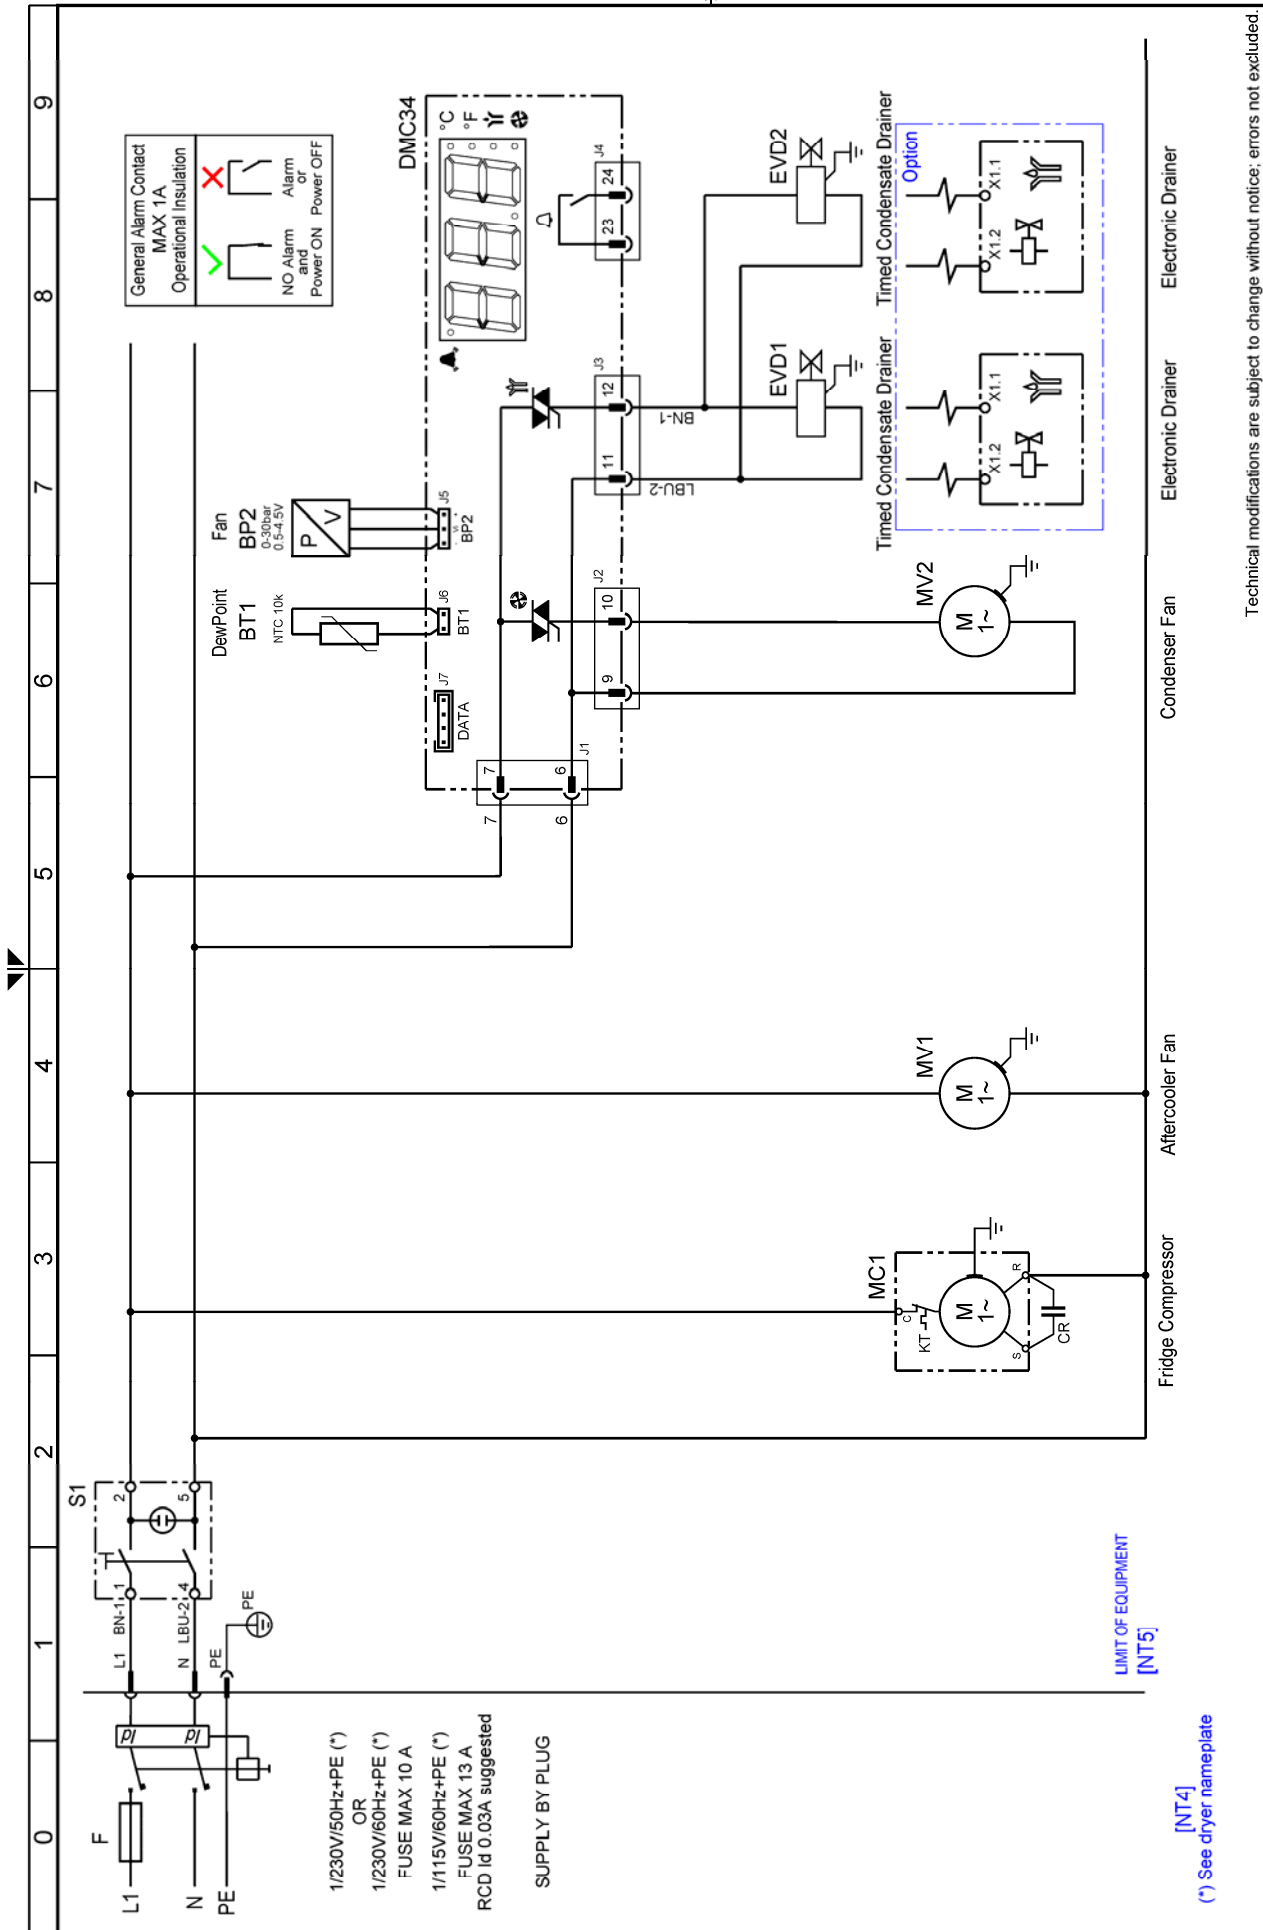 0
1
2
3
4
5
6
7
8
9
F
L1
N
PE
Id
Id
1/230V/50Hz+PE (*)
OR
1/230V/60Hz+PE (*)
FUSE MAX 10 A
1/115V/60Hz+PE (*)
FUSE MAX 13 A
RCD Id 0.03A suggested
SUPPLY BY PLUG
[NT4]
(*) See dryer nameplate
LIMIT OF EQUIPMENT
[NT5]
L1 BN-1
N LBU-2
PE
PE
S1
1
2
4
5
MC1
C
KT
M
1~
S
R
CR
Fridge Compressor
MV1
M
1~
Aftercooler Fan
7
6
7
6
J1
DATA
J7
DewPoint
BT1
NTC 10k
J6
BT1
Fan
BP2
0-30bar
0.5-4.5V
P
V
J5
- Vi +
BP2
DMC34
°C
°F
J2
9
10
MV2
M
1~
Condenser Fan
J3
11
12
LBU-2
BN-1
J4
23
24
EVD1
EVD2
Timed Condensate Drainer
Timed Condensate Drainer
Option
X1.2
X1.1
X1.2
X1.1
Electronic Drainer
Electronic Drainer
General Alarm Contact
MAX 1A
Operational Insulation
NO Alarm
and
Power ON
Alarm
or
Power OFF
Technical modifications are subject to change without notice; errors not excluded.